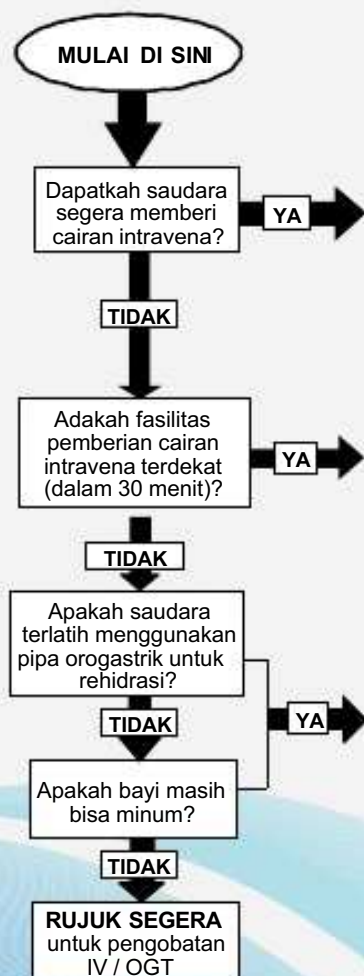 MULAI DI SINI
Dapatkah saudara
segera memberi
cairan intravena?
YA
TIDAK
Adakah fasilitas
pemberian cairan
intravena terdekat
(dalam 30 menit)?
YA
TIDAK
Apakah saudara
terlatih menggunakan
pipa orogastrik untuk
rehidrasi?
TIDAK
YA
Apakah bayi masih
bisa minum?
TIDAK
RUJUK SEGERA
untuk pengobatan
IV / OGT